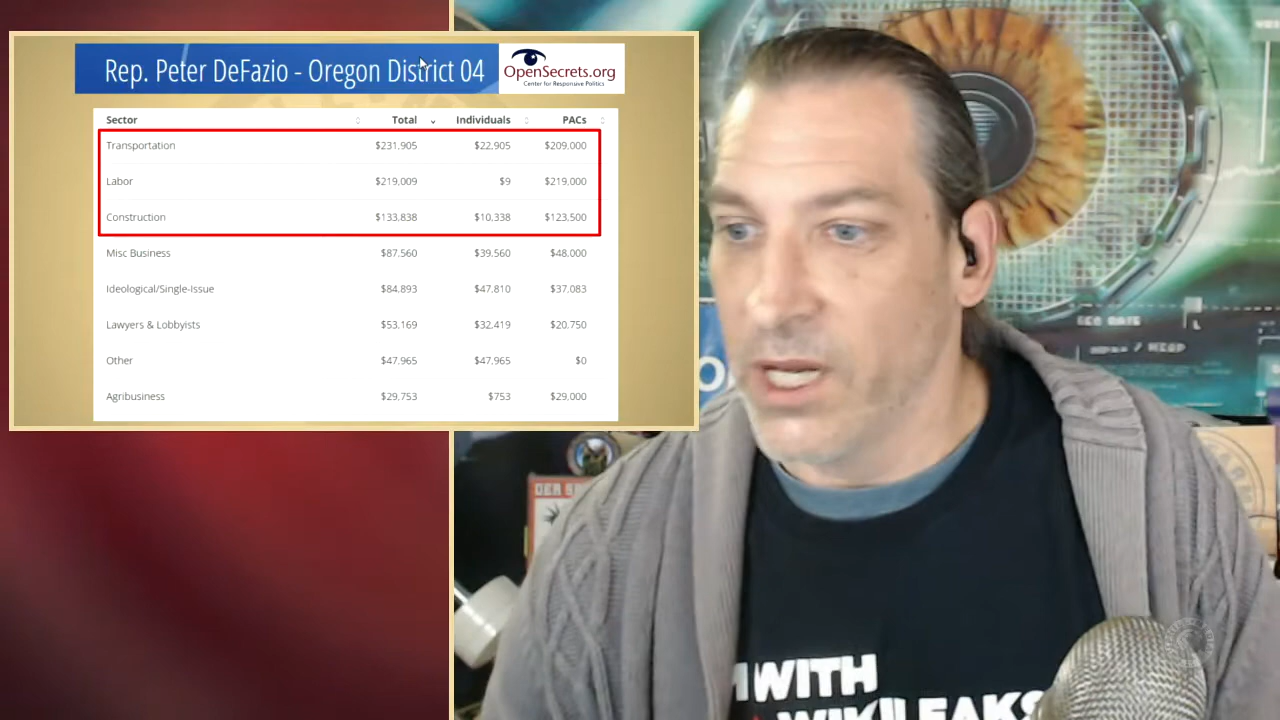 Rep. Peter DeFazio - Oregon District 04
OpenSecrets.org
Center for Responsive Politics
Sector Total Individuals PACs
Transportation $231,905 $22,905 $209,000
Labor $219,009 $9 $219,000
Construction $133,838 $10,338 $123,500
Misc Business $87,560 $39,560 $48,000
Ideological/Single-Issue $84,893 $47,810 $37,083
Lawyers & Lobbyists $53,169 $32,419 $20,750
Other $47,965 $47,965 $0
Agribusiness $29,753 $753 $29,000
WITH
WIKILEAKS